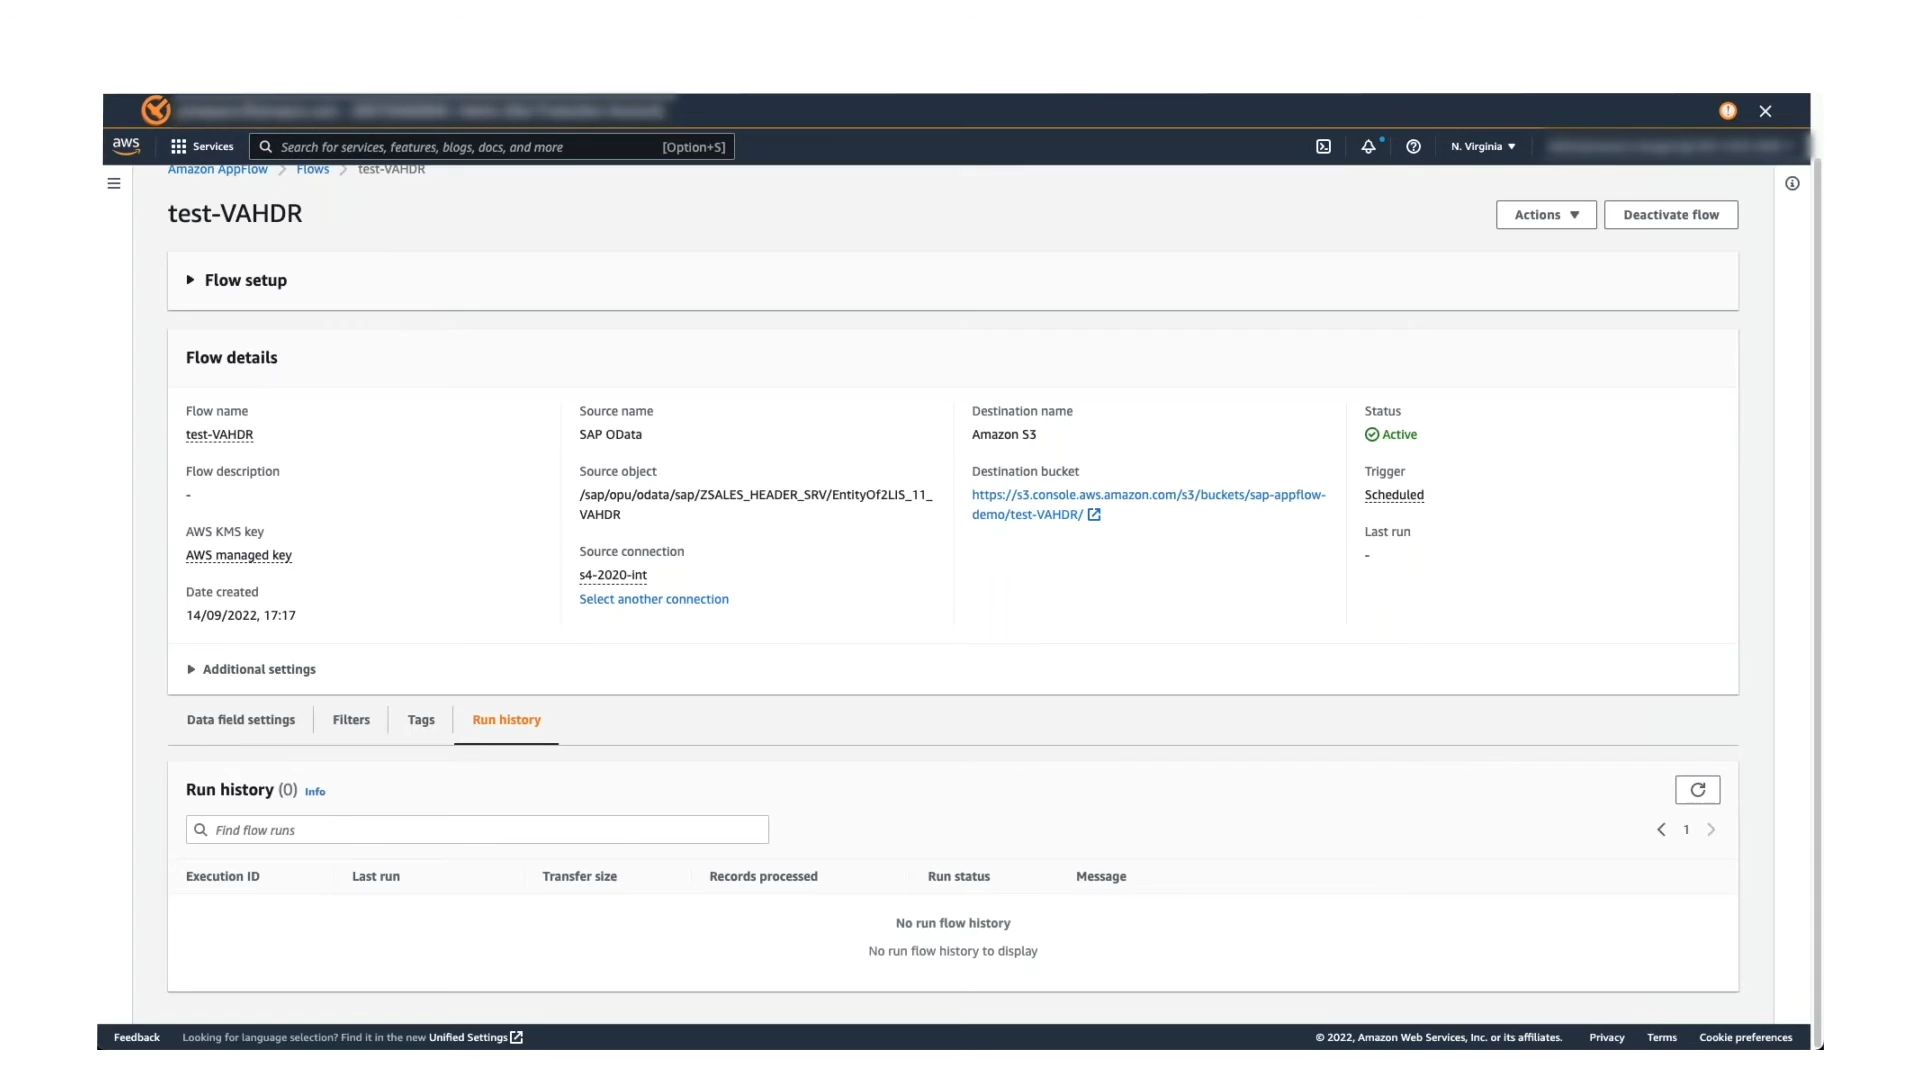 aws
Services
Search for services, features, blogs, docs, and more
[Option+S]
N. Virginia
Amazon AppFlow
Flows
test-VAHDR
test-VAHDR
Actions
Deactivate flow
Flow setup
Flow details
Flow name
test-VAHDR
Flow description
-
AWS KMS key
AWS managed key
Date created
14/09/2022, 17:17
Source name
SAP OData
Source object
/sap/opu/odata/sap/ZSALES_HEADER_SRV/EntityOf2LIS_11_
VAHDR
Source connection
s4-2020-int
Select another connection
Destination name
Amazon S3
Destination bucket
https://s3.console.aws.amazon.com/s3/buckets/sap-appflow-
demo/test-VAHDR/
Status
Active
Trigger
Scheduled
Last run
-
Additional settings
Data field settings
Filters
Tags
Run history
Run history (0) Info
Find flow runs
1
Execution ID
Last run
Transfer size
Records processed
Run status
Message
No run flow history
No run flow history to display
Feedback
Looking for language selection? Find it in the new Unified Settings
© 2022, Amazon Web Services, Inc. or its affiliates.
Privacy
Terms
Cookie preferences